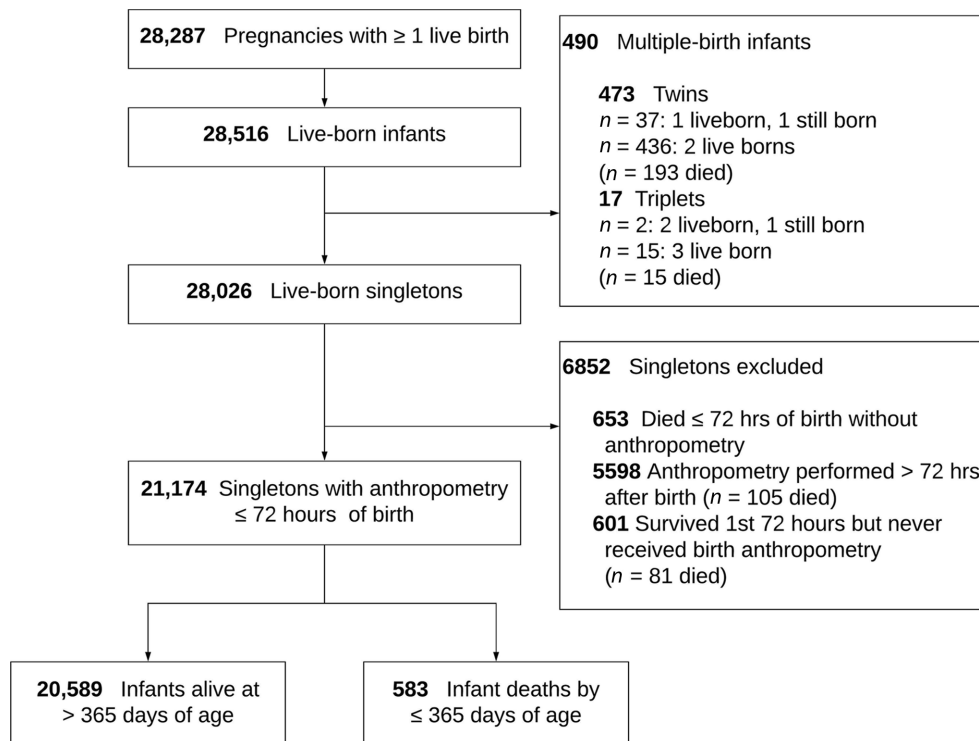 28,287 Pregnancies with ≥ 1 live birth
28,516 Live-born infants
490 Multiple-birth infants
473 Twins
n = 37: 1 liveborn, 1 still born
n = 436: 2 live borns
(n = 193 died)
17 Triplets
n = 2: 2 liveborn, 1 still born
n = 15: 3 live born
(n = 15 died)
28,026 Live-born singletons
6852 Singletons excluded
653 Died ≤ 72 hrs of birth without
anthropometry
5598 Anthropometry performed > 72 hrs
after birth (n = 105 died)
601 Survived 1st 72 hours but never
received birth anthropometry
(n = 81 died)
21,174 Singletons with anthropometry
≤ 72 hours of birth
20,589 Infants alive at
> 365 days of age
583 Infant deaths by
≤ 365 days of age